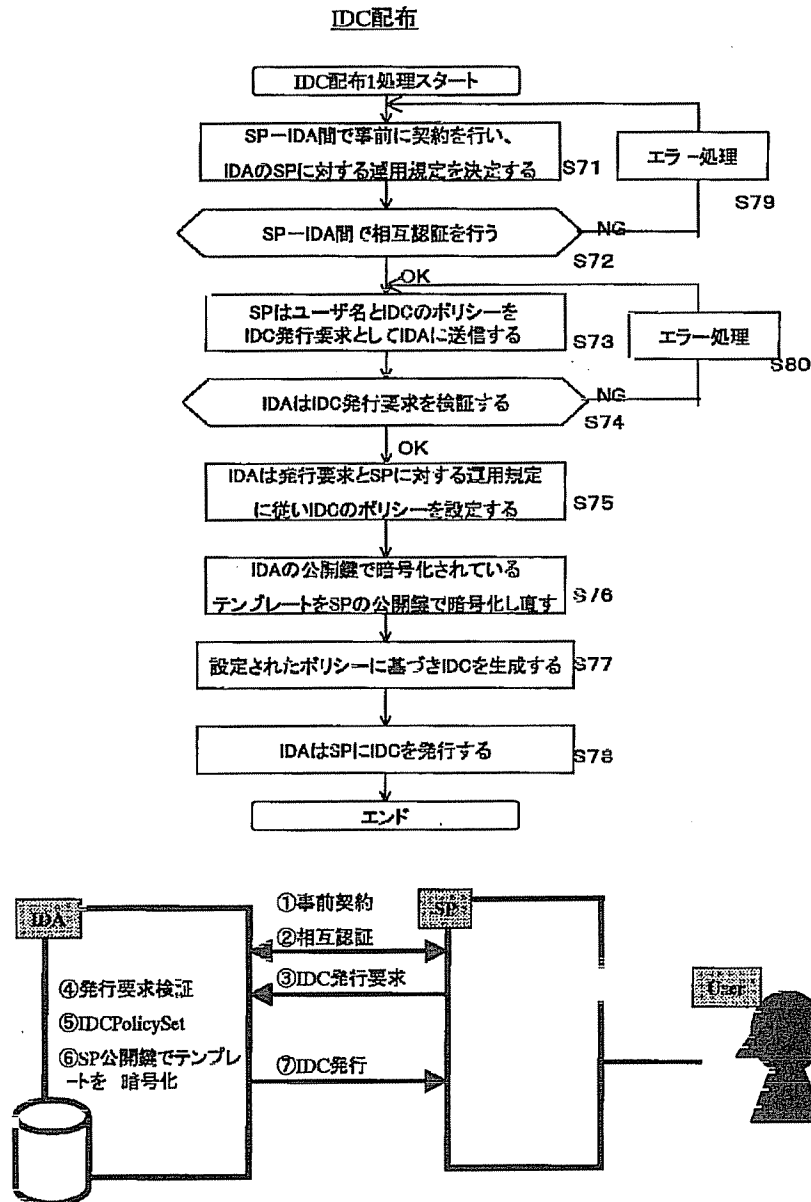 IDC配布
IDC配布1処理スタート
SPーIDA間で事前に契約を行い、
IDAのSPに対する運用規定を決定する
S71
エラー処理
S79
SPーIDA間で相互認証を行う
NG
S72
OK
SPはユーザ名とIDCのポリシーを
IDC発行要求としてIDAに送信する
S73
エラー処理
S80
IDAはIDC発行要求を検証する
NG
S74
OK
IDAは発行要求とSPに対する運用規定
に従いIDCのポリシーを設定する
S75
IDAの公開鍵で暗号化されている
テンプレートをSPの公開鍵で暗号化し直す
S76
設定されたポリシーに基づきIDCを生成する
S77
IDAはSPにIDCを発行する
S78
エンド
IDA
①事前契約
SP
②相互認証
③IDC発行要求
④発行要求検証
⑤IDCPolicySet
⑥SP公開鍵でテンプレ
ートを 暗号化
⑦IDC発行
User